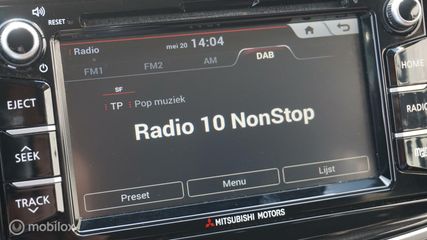 Radio
mei 20 14:04
FM1 FM2 AM DAB
SF
TP Pop muziek
Radio 10 NonStop
Preset Menu Lijst
MITSUBISHI MOTORS
EJECT
SEEK
TRACK
HOME
RADIO
mobilox